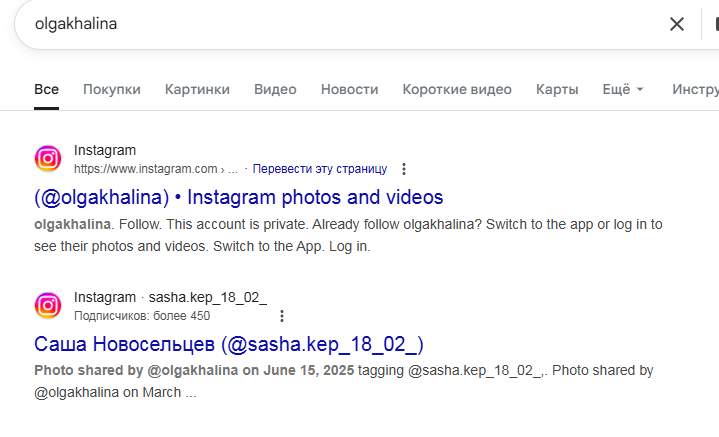 olgakhalina
Все Покупки Картинки Видео Новости Короткие видео Карты Ещё
Instagram
https://www.instagram.com › ... · Перевести эту страницу
(@olgakhalina) • Instagram photos and videos
olgakhalina. Follow. This account is private. Already follow olgakhalina? Switch to the app or log in to
see their photos and videos. Switch to the App. Log in.
Instagram · sasha.kep_18_02_
Подписчиков: более 450
Саша Новосельцев (@sasha.kep_18_02_)
Photo shared by @olgakhalina on June 15, 2025 tagging @sasha.kep_18_02_,. Photo shared by
@olgakhalina on March ...